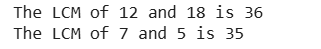 The LCM of 12 and 18 is 36
The LCM of 7 and 5 is 35